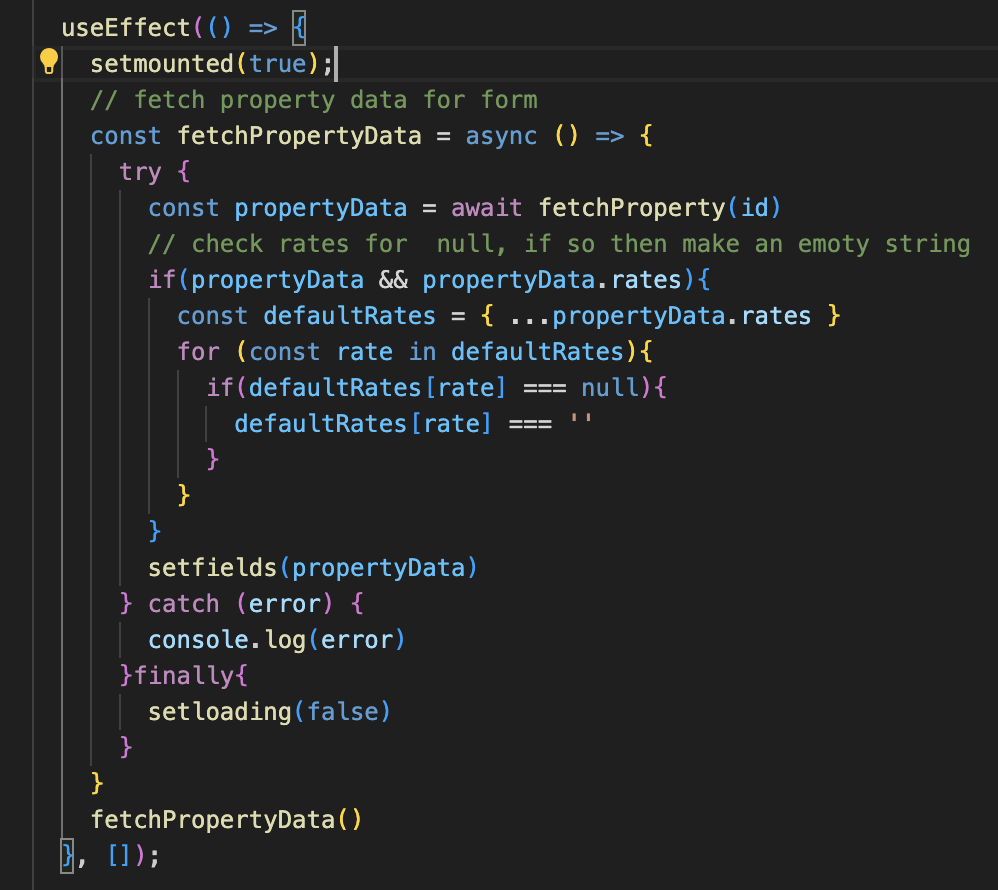 useEffect(() => {
setmounted(true);
// fetch property data for form
const fetchPropertyData = async () => {
try {
const propertyData = await fetchProperty(id)
// check rates for  null, if so then make an emoty string
if(propertyData && propertyData.rates){
const defaultRates = { ...propertyData.rates }
for (const rate in defaultRates){
if(defaultRates[rate] === null){
defaultRates[rate] === ''
}
}
}
setfields(propertyData)
} catch (error) {
console.log(error)
}finally{
setloading(false)
}
}
fetchPropertyData()
}, []);